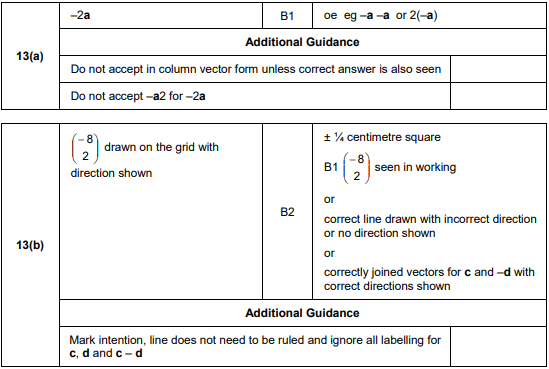 13(a)
–2a
B1
oe eg –a –a or 2(–a)
Additional Guidance
Do not accept in column vector form unless correct answer is also seen
Do not accept –a2 for –2a
13(b)
(–8
2) drawn on the grid with
direction shown
B2
± ¼ centimetre square
B1 (–8
2) seen in working
or
correct line drawn with incorrect direction
or no direction shown
or
correctly joined vectors for c and –d with
correct directions shown
Additional Guidance
Mark intention, line does not need to be ruled and ignore all labelling for
c, d and c – d